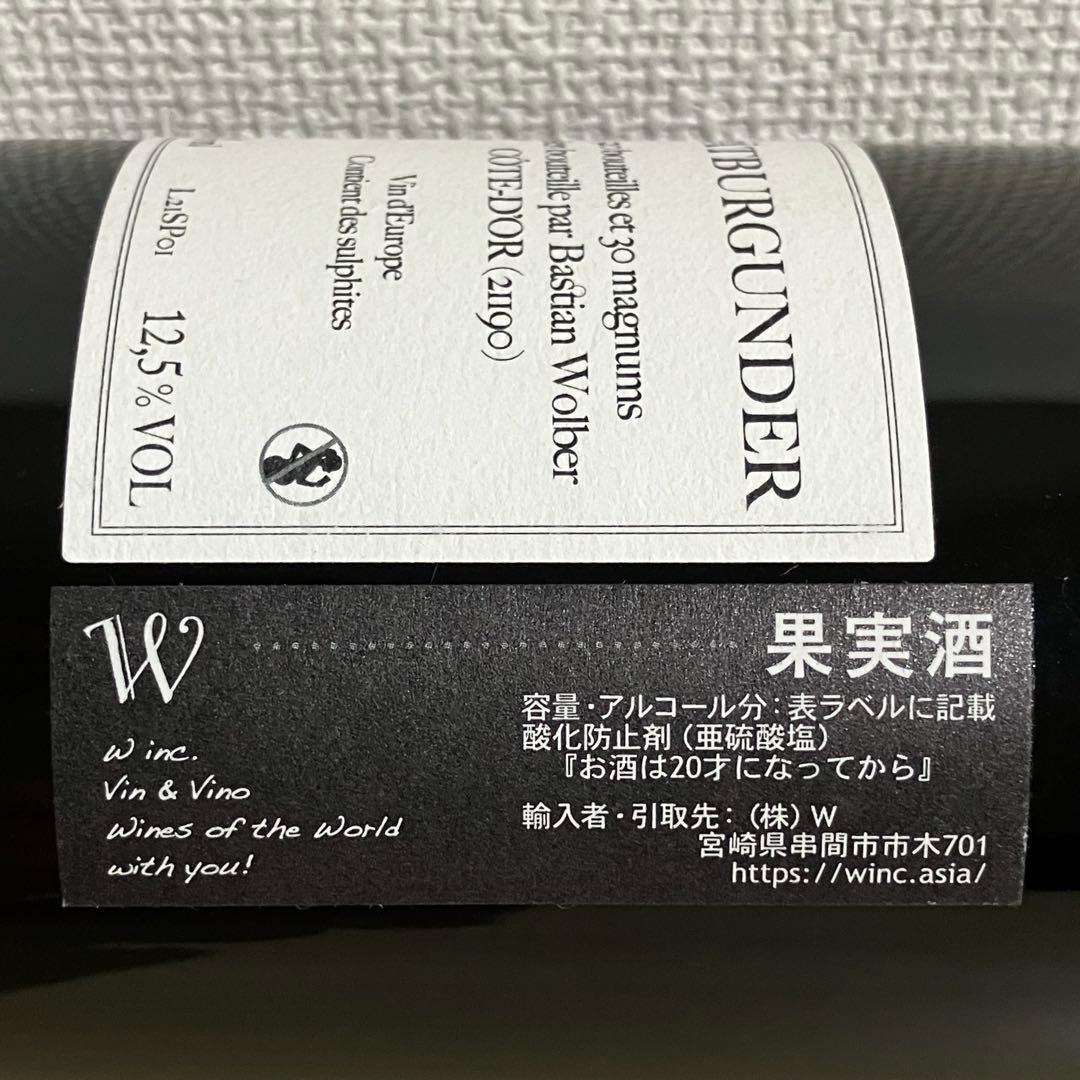 TBURGUNDER
bouteilles et 30 magnums
bouteille par Bastian Wolber
CÔTE-D'OR (21190)
Vin d'Europe
Contient des sulphites
L21SP01
12,5 % VOL
W
果実酒
容量・アルコール分：表ラベルに記載
酸化防止剤（亜硫酸塩）
『お酒は20才になってから』
輸入者・引取先：（株）W
宮崎県串間市市木701
https://winc.asia/
W inc.
Vin & Vino
Wines of the World
with you!